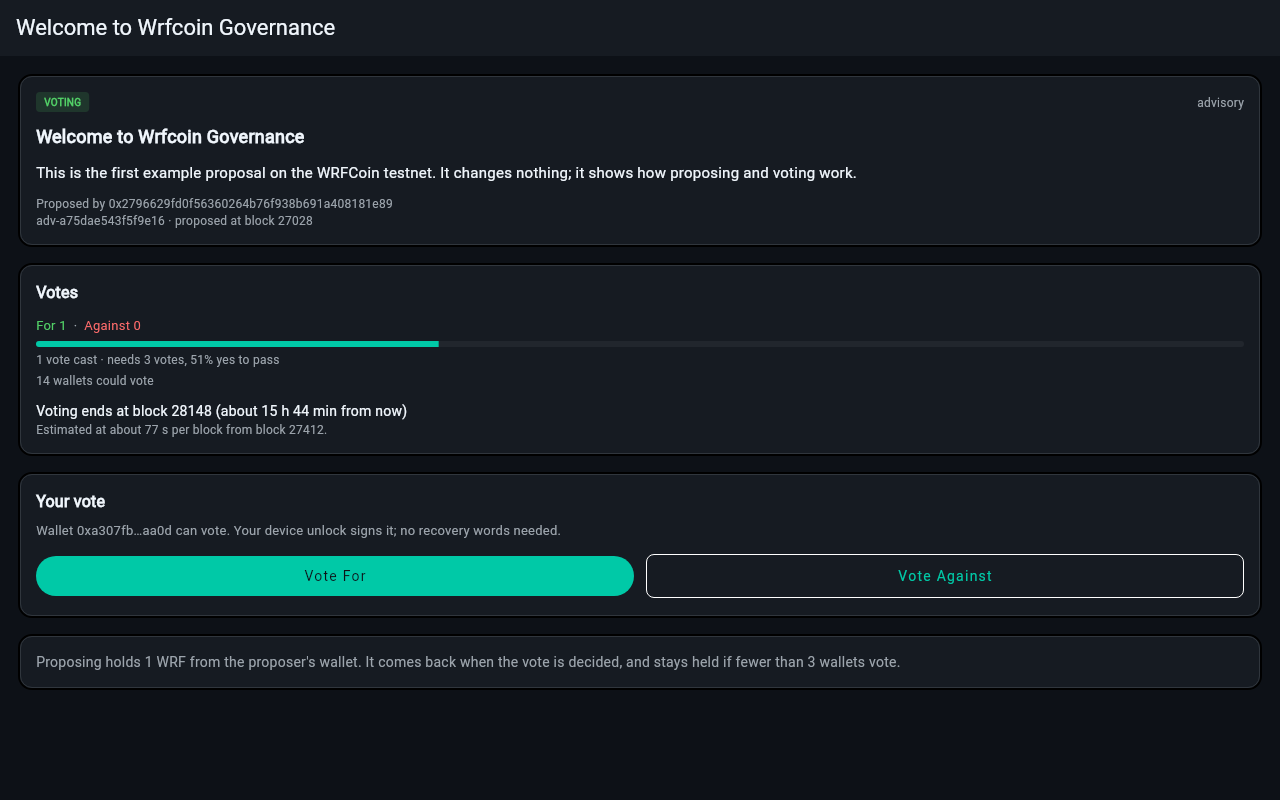 Welcome to Wrfcoin Governance
VOTING
advisory
Welcome to Wrfcoin Governance
This is the first example proposal on the WRFCoin testnet. It changes nothing; it shows how proposing and voting work.
Proposed by 0x2796629fd0f56360264b76f938b691a408181e89
adv-a75dae543f5f9e16 · proposed at block 27028
Votes
For 1 · Against 0
1 vote cast · needs 3 votes, 51% yes to pass
14 wallets could vote
Voting ends at block 28148 (about 15 h 44 min from now)
Estimated at about 77 s per block from block 27412.
Your vote
Wallet 0xa307fb…aa0d can vote. Your device unlock signs it; no recovery words needed.
Vote For
Vote Against
Proposing holds 1 WRF from the proposer's wallet. It comes back when the vote is decided, and stays held if fewer than 3 wallets vote.